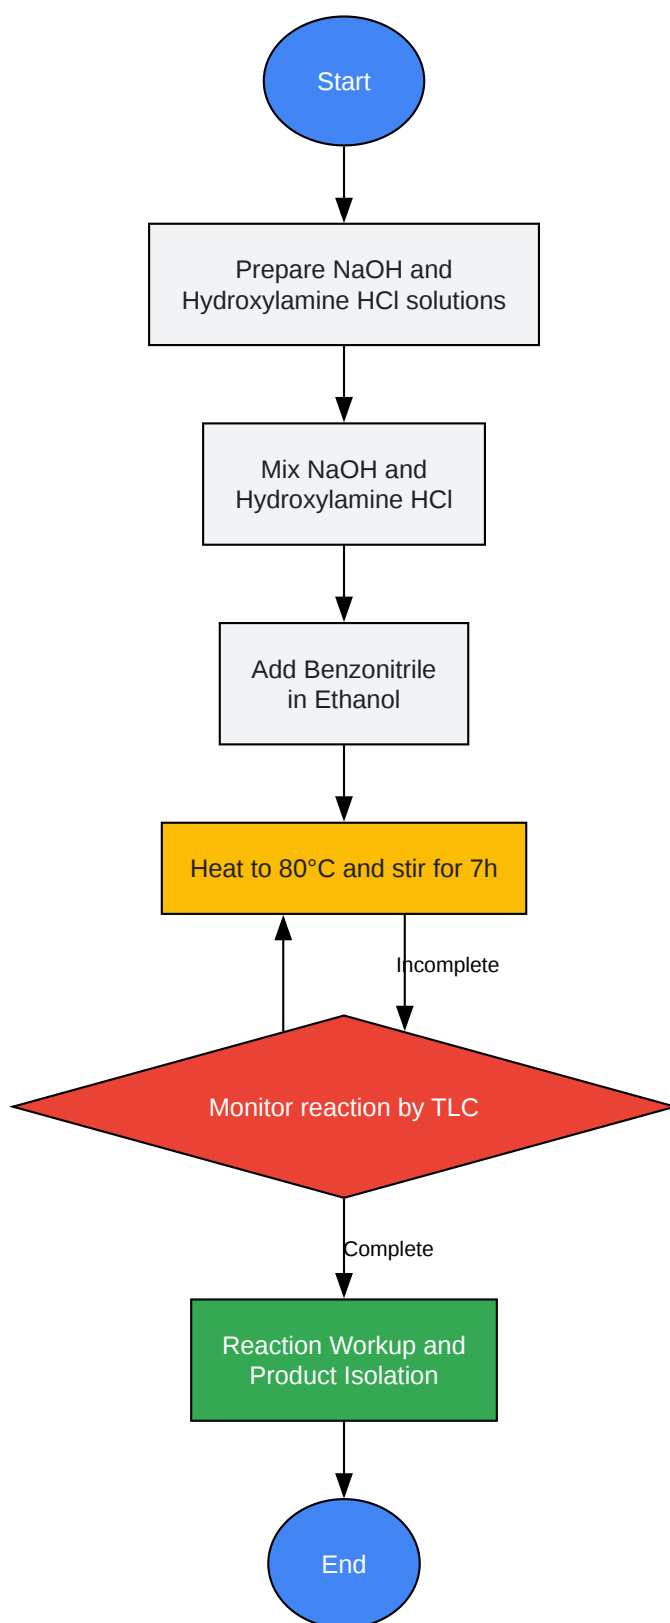 Start
Prepare NaOH and
Hydroxylamine HCl solutions
Mix NaOH and
Hydroxylamine HCl
Add Benzonitrile
in Ethanol
Heat to 80°C and stir for 7h
Incomplete
Monitor reaction by TLC
Complete
Reaction Workup and
Product Isolation
End